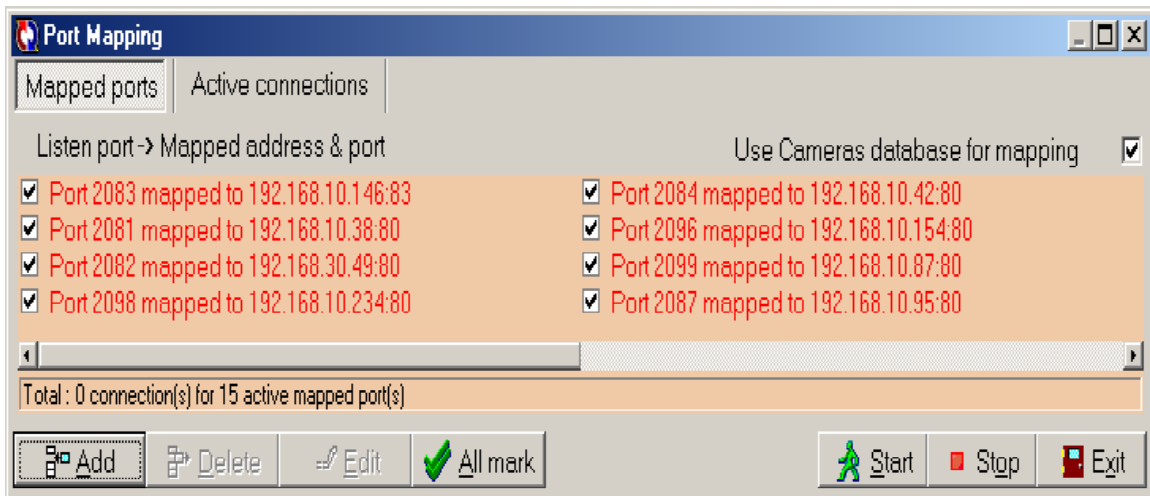 Port Mapping
Mapped ports Active connections
Listen port -> Mapped address & port Use Cameras database for mapping
Port 2083 mapped to 192.168.10.146:83 Port 2084 mapped to 192.168.10.42:80
Port 2081 mapped to 192.168.10.38:80 Port 2096 mapped to 192.168.10.154:80
Port 2082 mapped to 192.168.30.49:80 Port 2099 mapped to 192.168.10.87:80
Port 2098 mapped to 192.168.10.234:80 Port 2087 mapped to 192.168.10.95:80
Total : 0 connection(s) for 15 active mapped port(s)
Add Delete Edit All mark Start Stop Exit